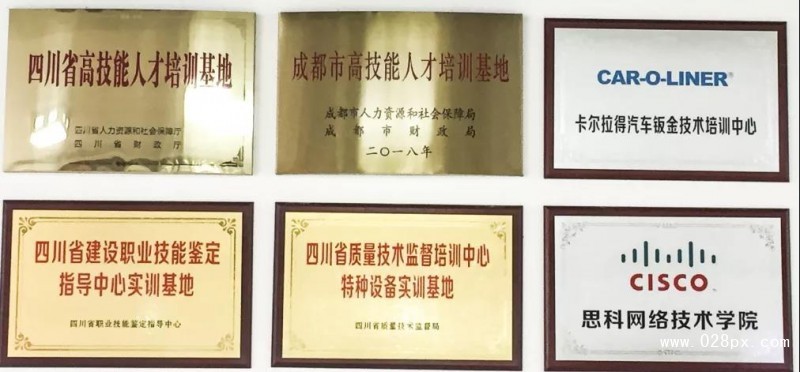 四川省高技能人才培训基地
四川省人力资源和社会保障厅
四川省财政厅
成都市高技能人才培训基地
成都市人力资源和社会保障局
成都市财政局
二〇一八年
CAR-O-LINER®
卡尔拉得汽车钣金技术培训中心
四川省建设职业技能鉴定
指导中心实训基地
四川省职业技能鉴定指导中心
四川省质量技术监督培训中心
特种设备实训基地
四川省质量技术监督局
CISCO
思科网络技术学院
www.028px.com